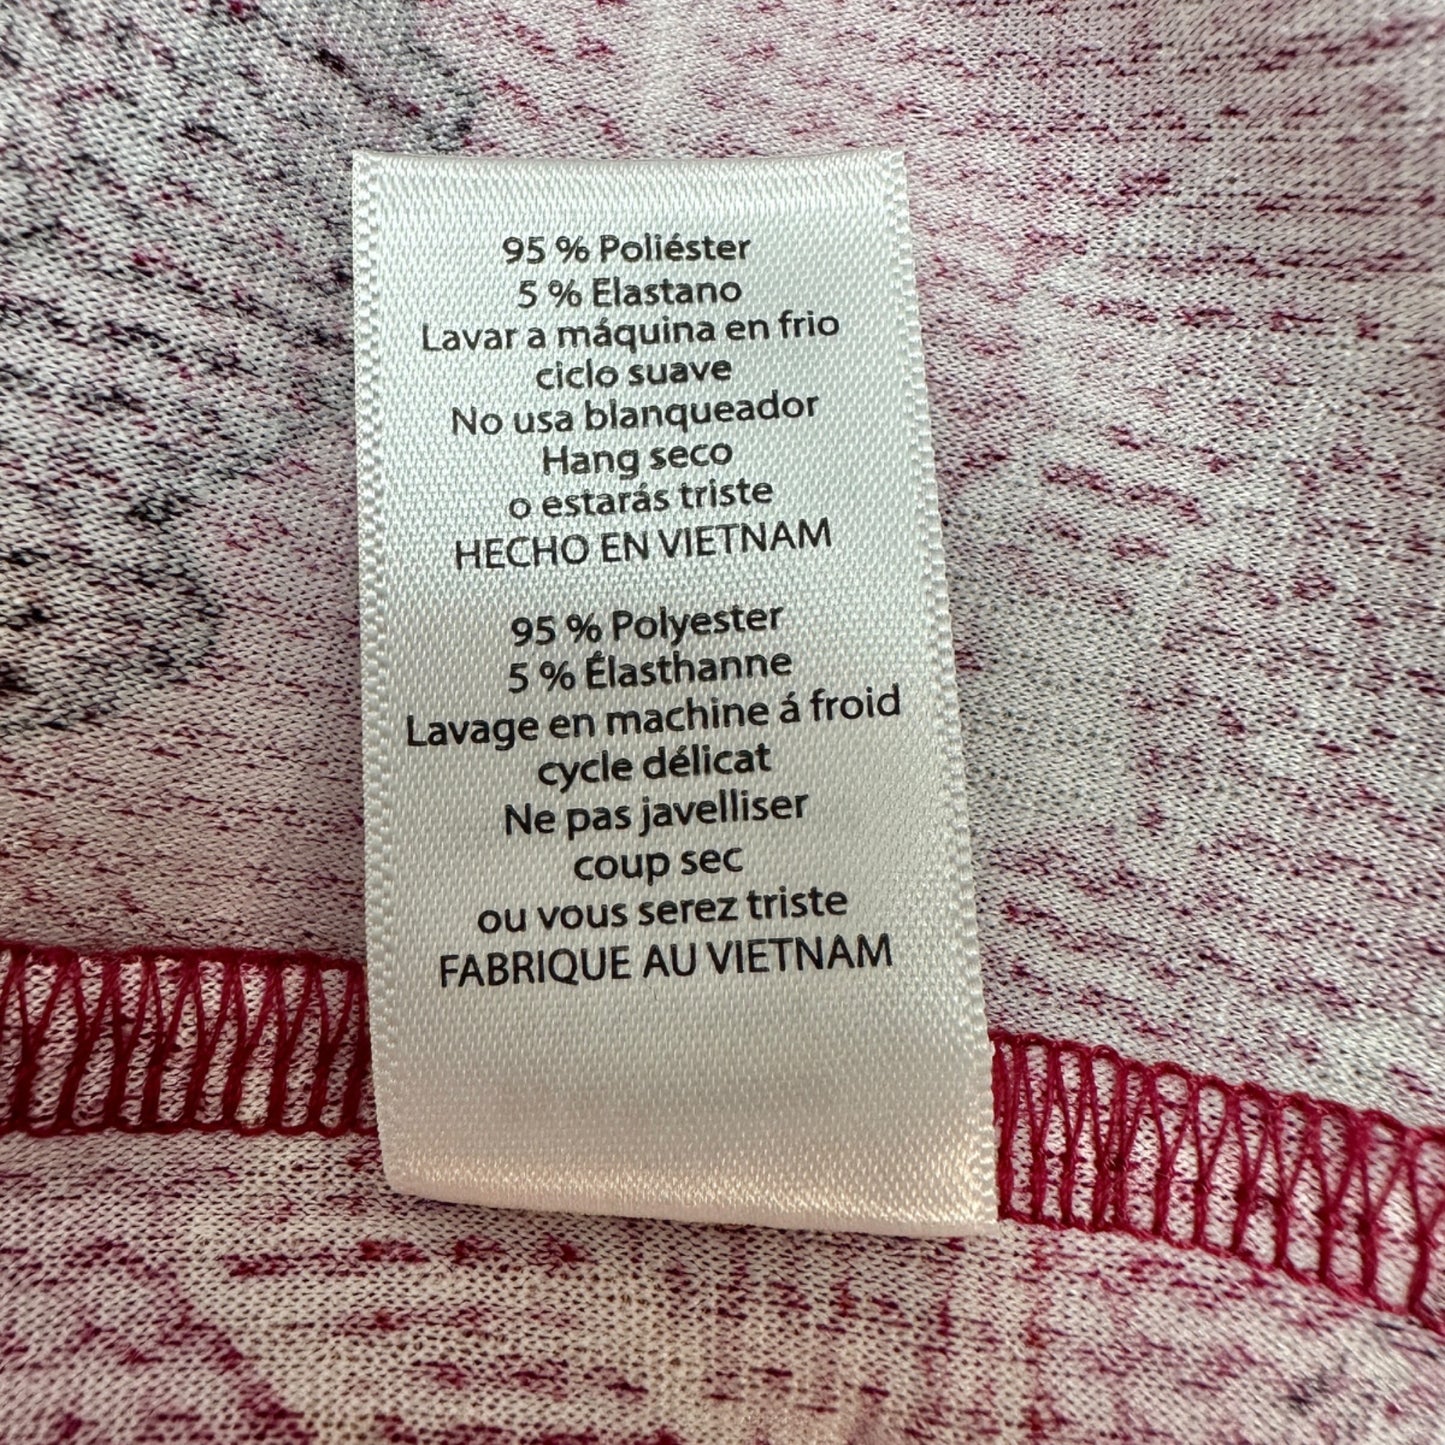 95 % Poliéster
5 % Elastano
Lavar a máquina en frio
ciclo suave
No usa blanqueador
Hang seco
o estarás triste
HECHO EN VIETNAM
95 % Polyester
5 % Élasthanne
Lavage en machine á froid
cycle délicat
Ne pas javelliser
coup sec
ou vous serez triste
FABRIQUE AU VIETNAM